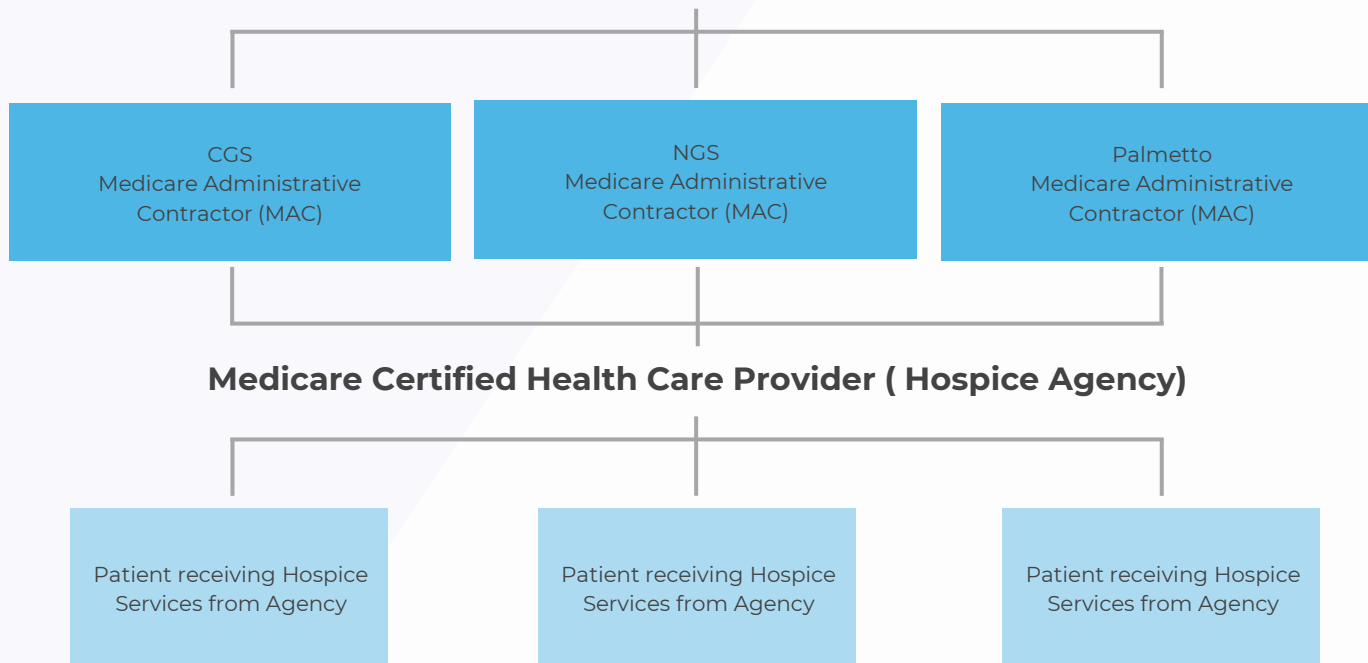 CGS
Medicare Administrative
Contractor (MAC)
NGS
Medicare Administrative
Contractor (MAC)
Palmetto
Medicare Administrative
Contractor (MAC)
Medicare Certified Health Care Provider ( Hospice Agency)
Patient receiving Hospice
Services from Agency
Patient receiving Hospice
Services from Agency
Patient receiving Hospice
Services from Agency